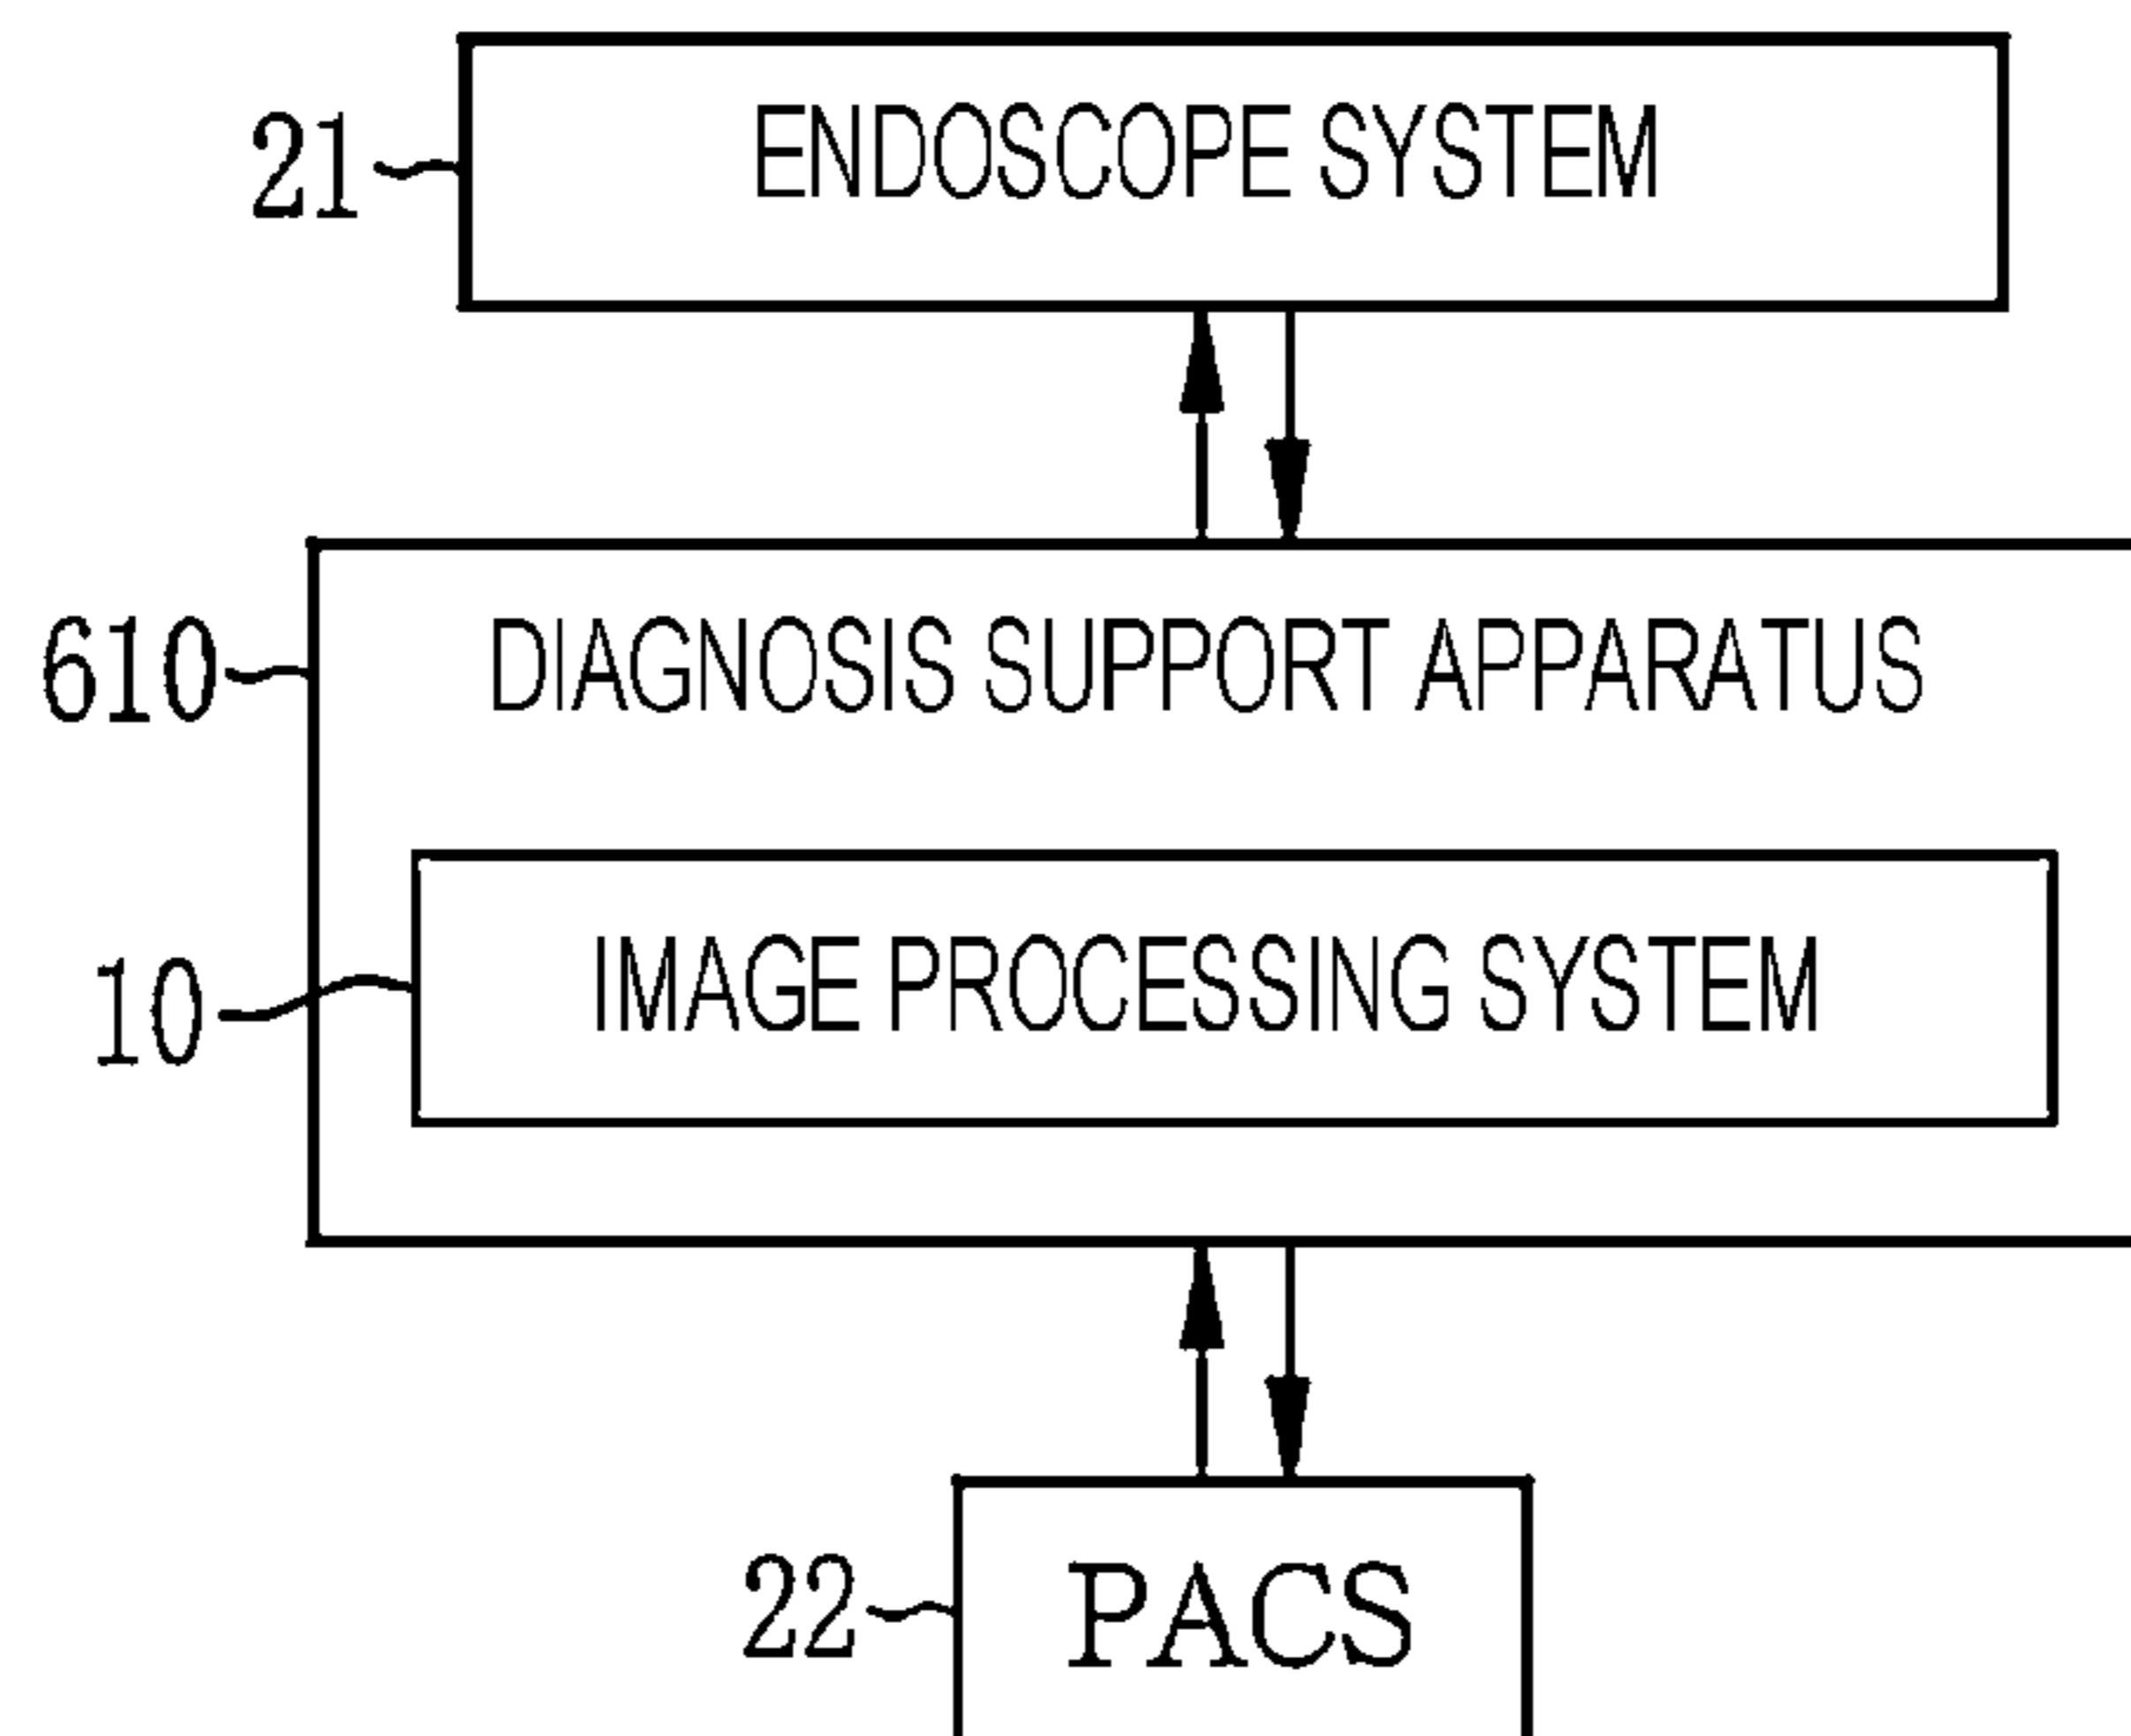 21 ENDOSCOPE SYSTEM
610 DIAGNOSIS SUPPORT APPARATUS
10 IMAGE PROCESSING SYSTEM
22 PACS